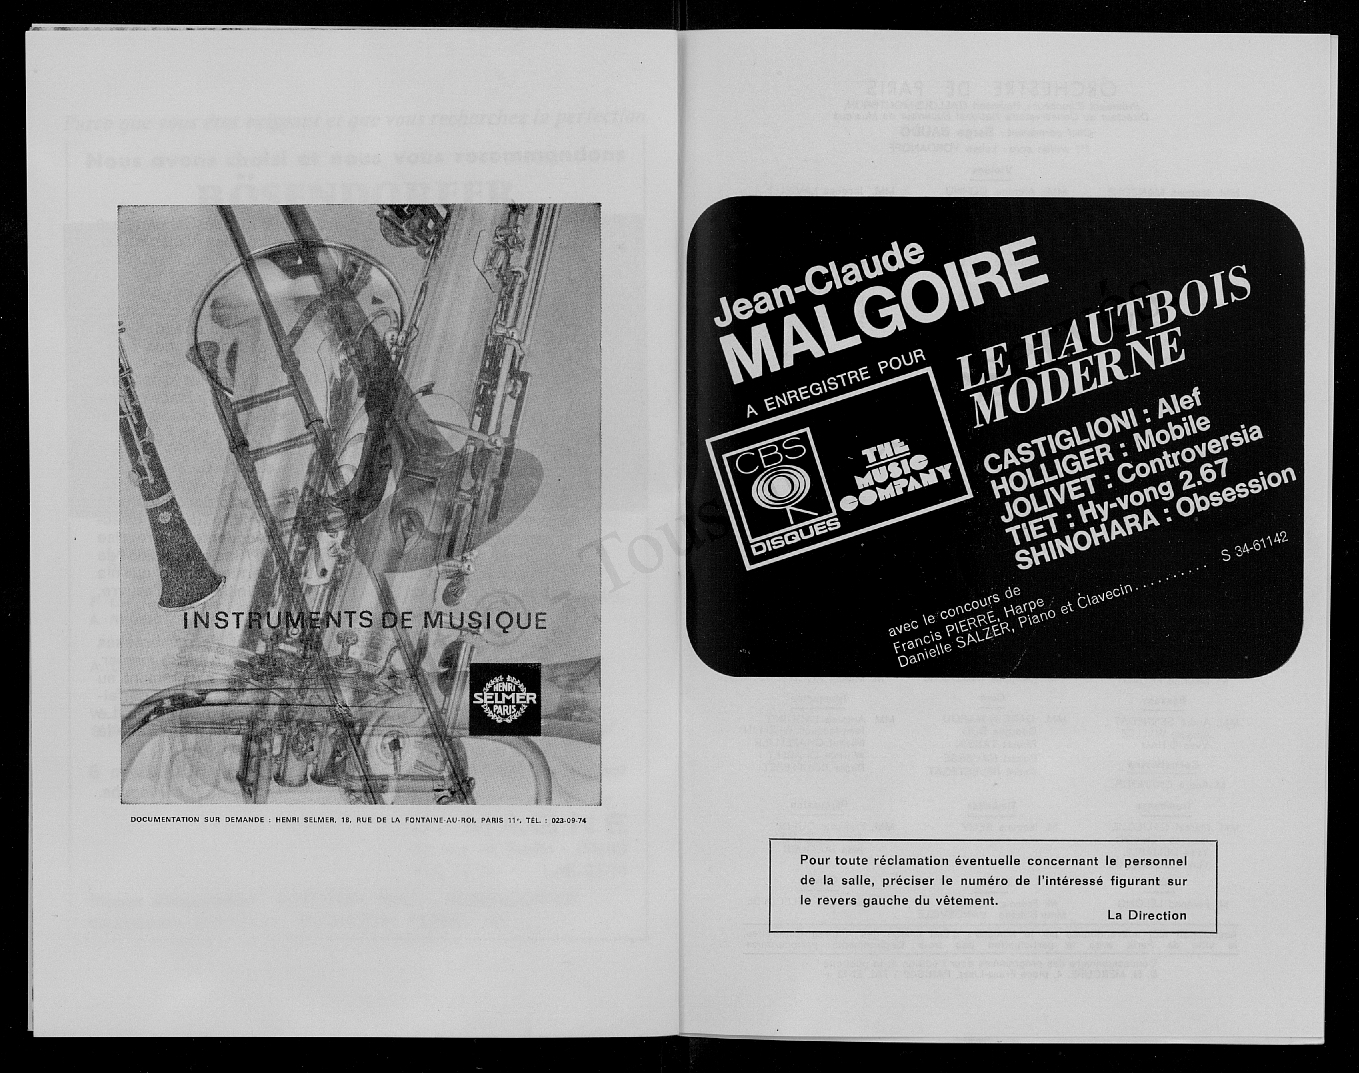 INSTRUMENTS DE MUSIQUE
HENRI
SELMER
PARIS
DOCUMENTATION SUR DEMANDE : HENRI SELMER, 18, RUE DE LA FONTAINE-AU-ROI, PARIS 11e, TÉL. : 023-09-74
Jean-Claude
MALGOIRE
A ENREGISTRE POUR
CBS
DISQUES
THE
MUSIC
COMPANY
LE HAUTBOIS
MODERNE
CASTIGLIONI : Alef
HOLLIGER : Mobile
JOLIVET : Controversia
TIET : Hy-vong 2.67
SHINOHARA : Obsession
avec le concours de
Francis PIERRE, Harpe
Danielle SALZER, Piano et Clavecin.......... S 34-61142
Pour toute réclamation éventuelle concernant le personnel
de la salle, préciser le numéro de l'intéressé figurant sur
le revers gauche du vêtement.
La Direction
© - Tous